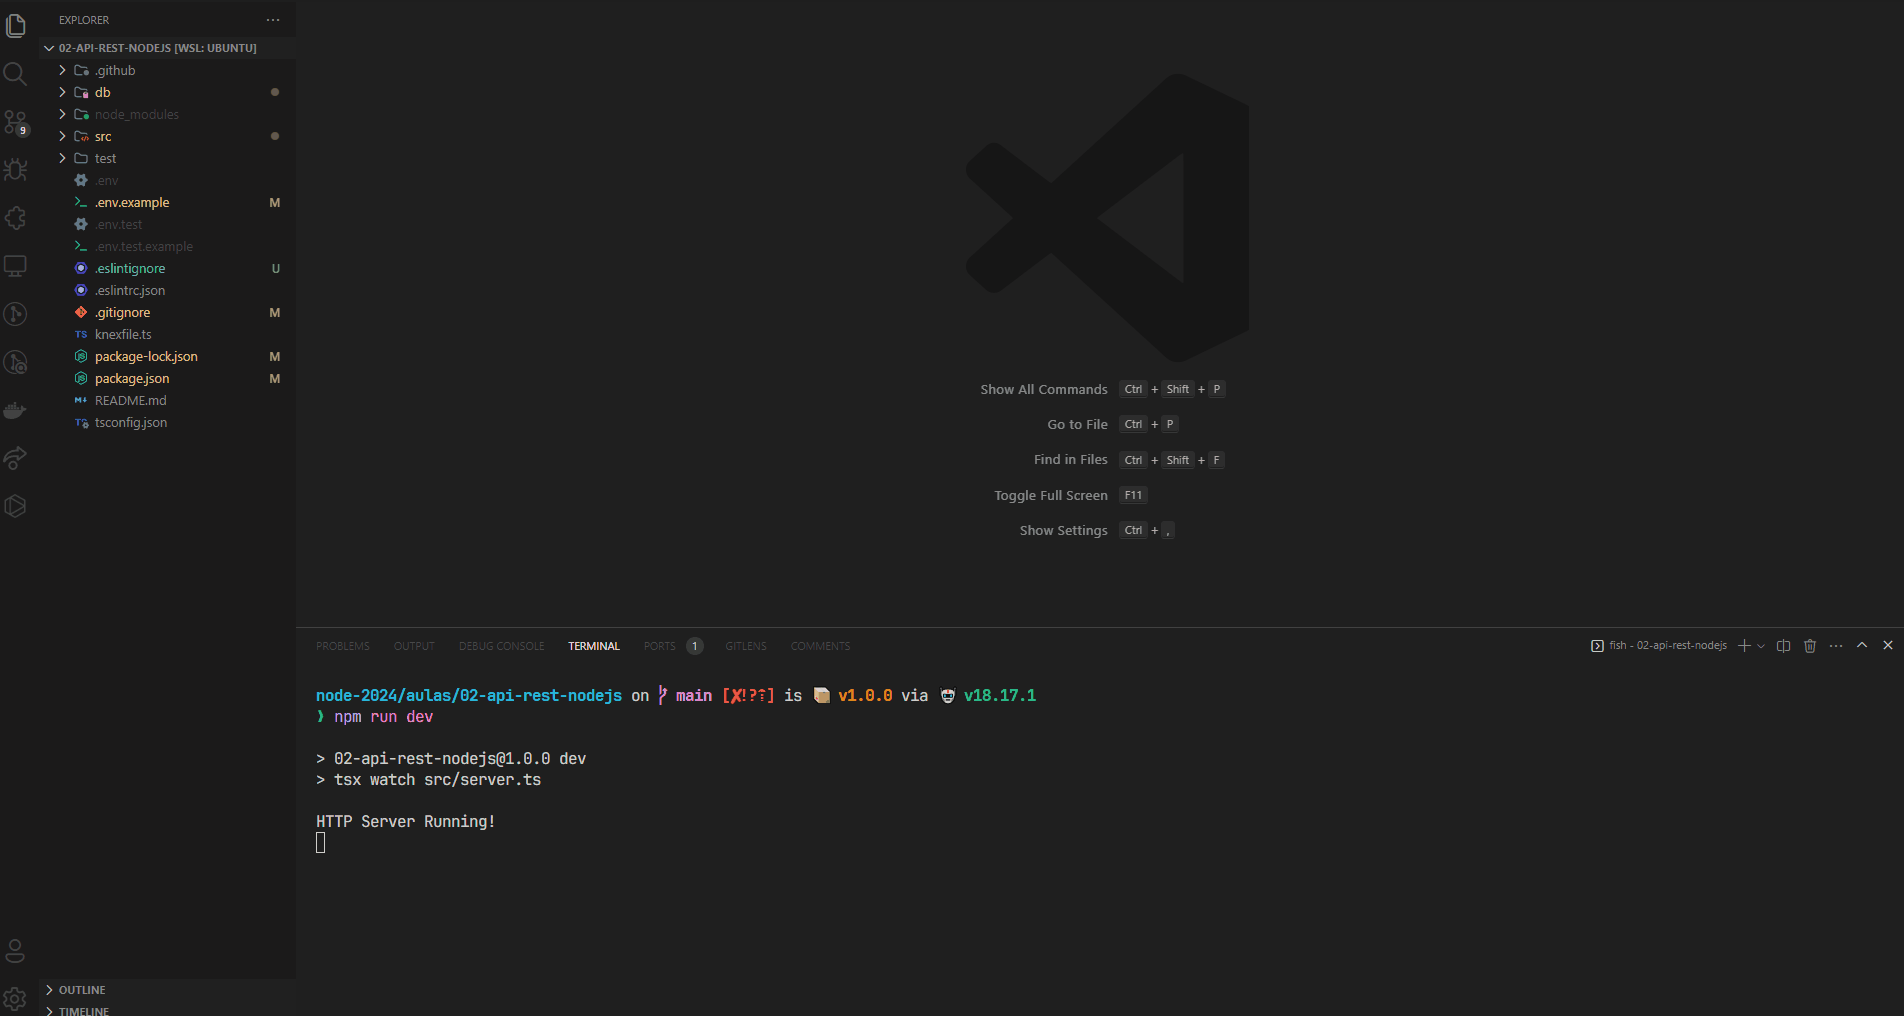 EXPLORER
02-API-REST-NODEJS [WSL: UBUNTU]
.github
db
node_modules
src
test
.env
.env.example M
.env.test
.env.test.example
.eslintignore U
.eslintrc.json
.gitignore M
TS knexfile.ts
package-lock.json M
package.json M
README.md
tsconfig.json
9
OUTLINE
TIMELINE
Show All Commands Ctrl + Shift + P
Go to File Ctrl + P
Find in Files Ctrl + Shift + F
Toggle Full Screen F11
Show Settings Ctrl + ,
PROBLEMS OUTPUT DEBUG CONSOLE TERMINAL PORTS 1 GITLENS COMMENTS
fish - 02-api-rest-nodejs
node-2024/aulas/02-api-rest-nodejs on main [✘!?⇡] is 📦 v1.0.0 via 🤖 v18.17.1
❯ npm run dev
> 02-api-rest-nodejs@1.0.0 dev
> tsx watch src/server.ts
HTTP Server Running!